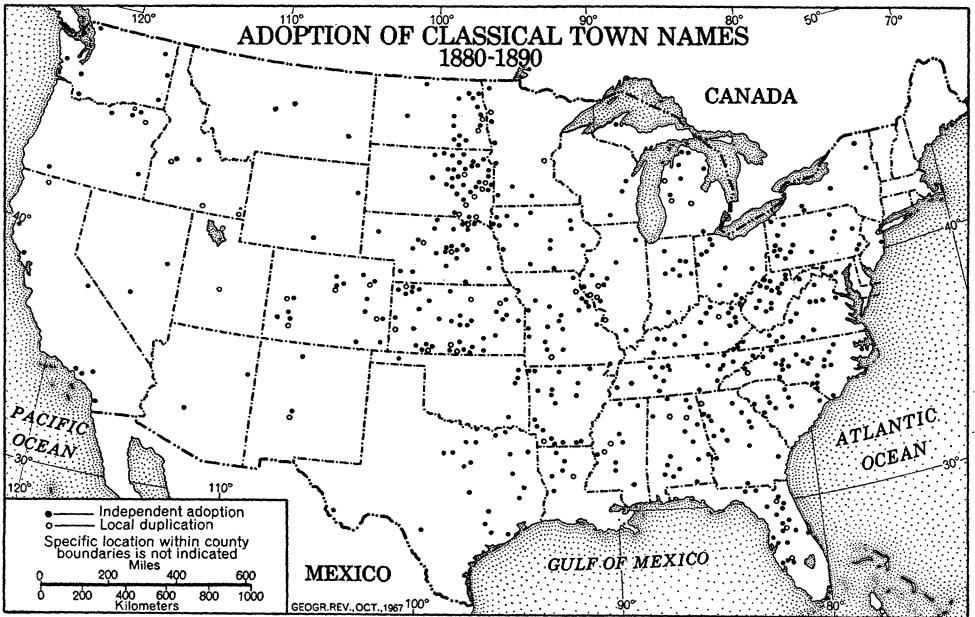 120°
110°
100°
90°
80°
50°
70°
ADOPTION OF CLASSICAL TOWN NAMES
1880-1890
CANADA
40°
40°
PACIFIC
OCEAN
ATLANTIC
OCEAN
30°
30°
120°
110°
Independent adoption
Local duplication
Specific location within county
boundaries is not indicated
Miles
0 200 400 600
0 200 400 600 800 1000
Kilometers
MEXICO
GULF OF MEXICO
GEOGR.REV.,OCT.,1967
100°
90°
80°